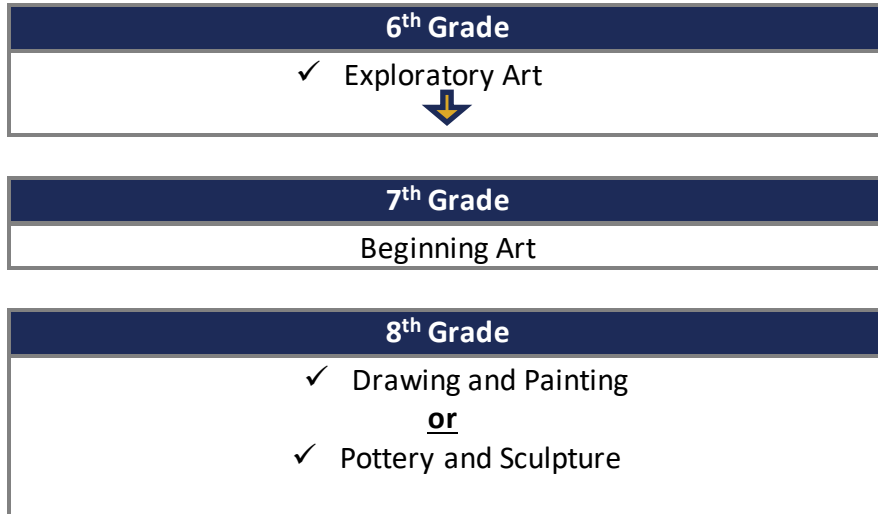 6th Grade
✓ Exploratory Art
7th Grade
Beginning Art
8th Grade
✓ Drawing and Painting
or
✓ Pottery and Sculpture